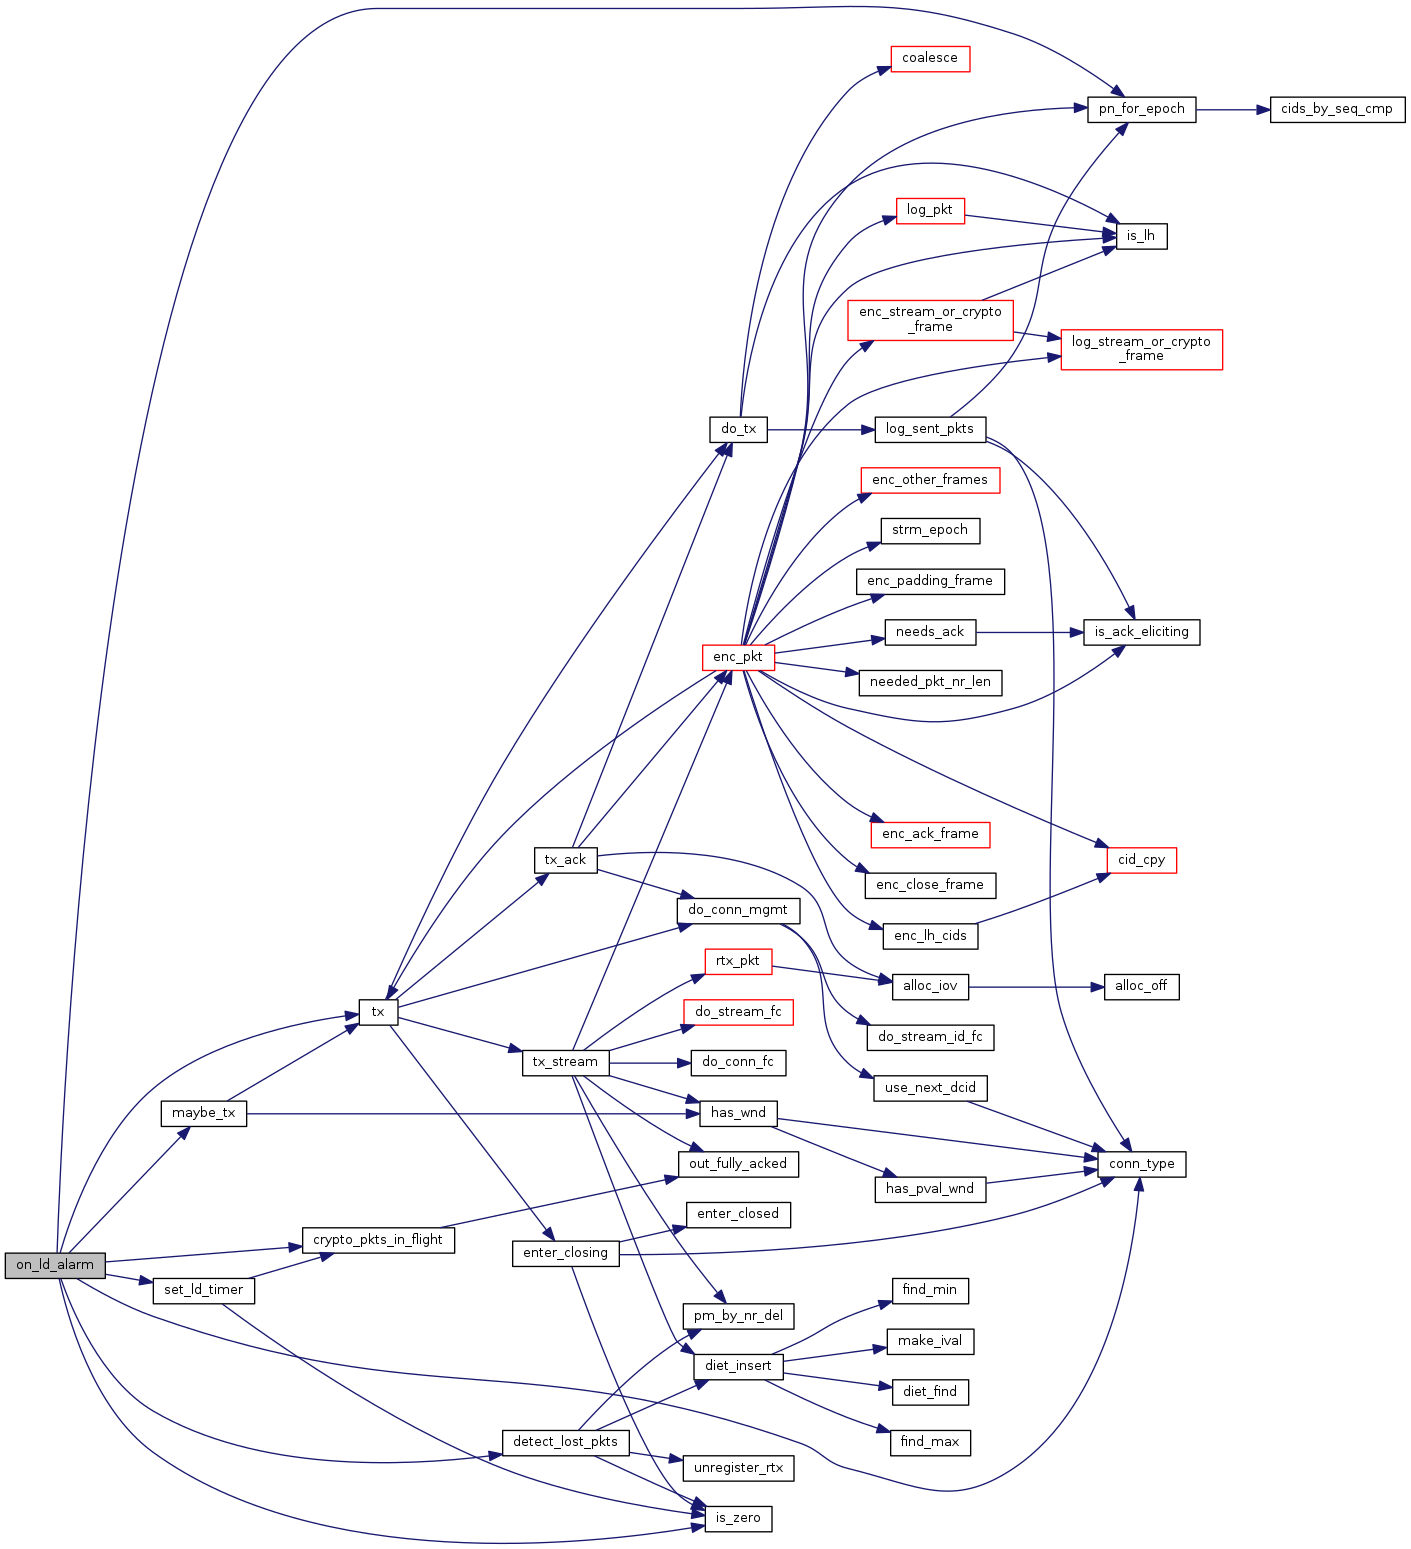 coalesce
pn_for_epoch
cids_by_seq_cmp
log_pkt
is_lh
enc_stream_or_crypto
_frame
log_stream_or_crypto
_frame
do_tx
log_sent_pkts
enc_other_frames
strm_epoch
enc_padding_frame
needs_ack
is_ack_eliciting
enc_pkt
needed_pkt_nr_len
enc_ack_frame
tx_ack
cid_cpy
enc_close_frame
do_conn_mgmt
enc_lh_cids
rtx_pkt
alloc_iov
alloc_off
tx
do_stream_fc
do_stream_id_fc
tx_stream
do_conn_fc
use_next_dcid
maybe_tx
has_wnd
out_fully_acked
conn_type
has_pval_wnd
enter_closed
crypto_pkts_in_flight
enter_closing
on_ld_alarm
set_ld_timer
find_min
pm_by_nr_del
make_ival
diet_insert
diet_find
detect_lost_pkts
find_max
unregister_rtx
is_zero